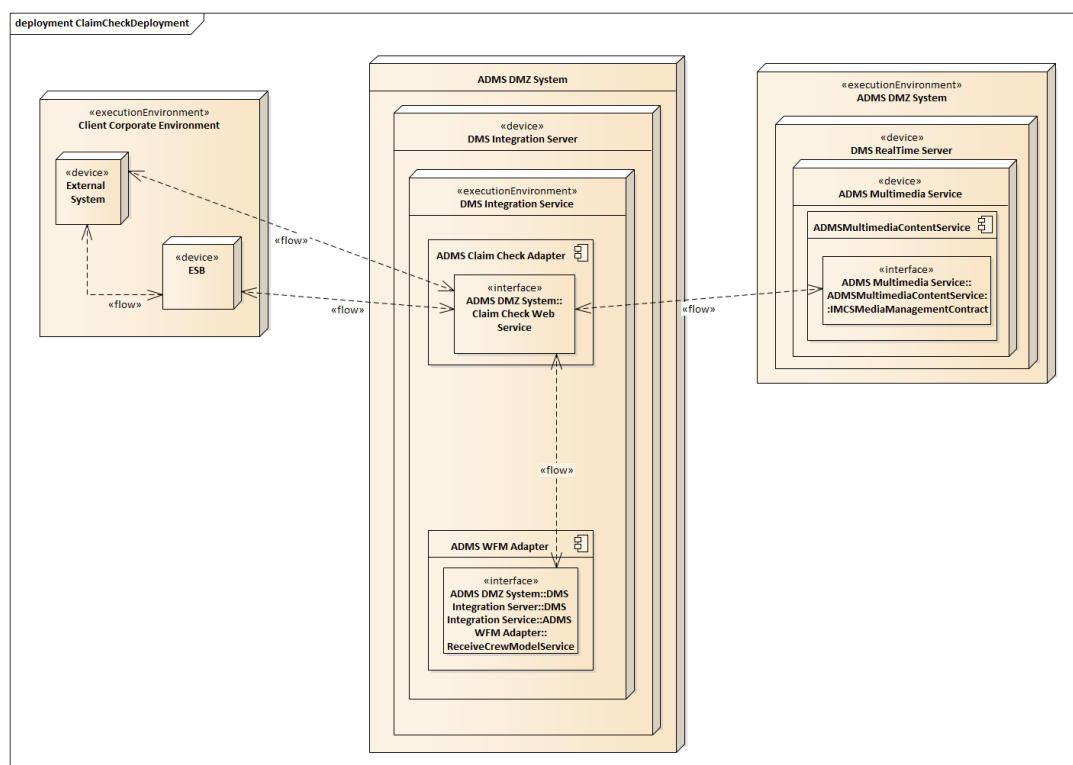 deployment ClaimCheckDeployment
«executionEnvironment»
Client Corporate Environment
«device»
External
System
«device»
ESB
«flow»
«flow»
«flow»
ADMS DMZ System
«device»
DMS Integration Server
«executionEnvironment»
DMS Integration Service
ADMS Claim Check Adapter
«interface»
ADMS DMZ System::
Claim Check Web
Service
«flow»
«flow»
ADMS WFM Adapter
«interface»
ADMS DMZ System::DMS
Integration Server::DMS
Integration Service::ADMS
WFM Adapter::
ReceiveCrewModelService
«executionEnvironment»
ADMS DMZ System
«device»
DMS RealTime Server
«device»
ADMS Multimedia Service
ADMSMultimediaContentService
«interface»
ADMS Multimedia Service::
ADMSMultimediaContentService:
:IMCSMediaManagementContract